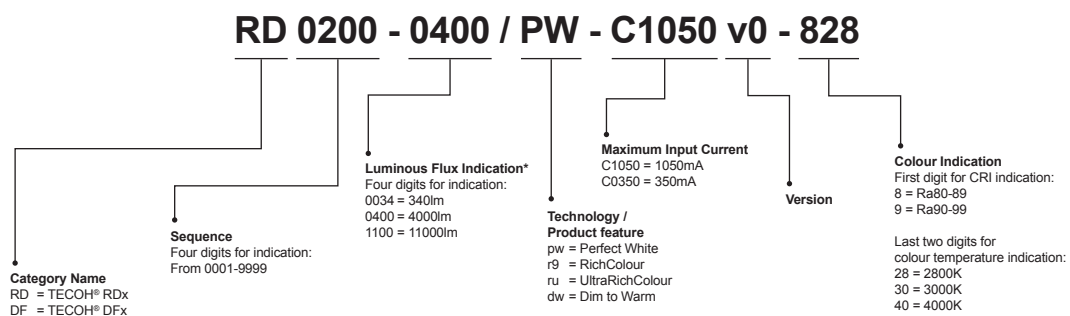 RD 0200 - 0400 / PW - C1050 v0 - 828
Category Name
RD = TECOH® RDx
DF = TECOH® DFx
Sequence
Four digits for indication:
From 0001-9999
Luminous Flux Indication*
Four digits for indication:
0034 = 340lm
0400 = 4000lm
1100 = 11000lm
Technology /
Product feature
pw = Perfect White
r9 = RichColour
ru = UltraRichColour
dw = Dim to Warm
Maximum Input Current
C1050 = 1050mA
C0350 = 350mA
Version
Colour Indication
First digit for CRI indication:
8 = Ra80-89
9 = Ra90-99
Last two digits for
colour temperature indication:
28 = 2800K
30 = 3000K
40 = 4000K